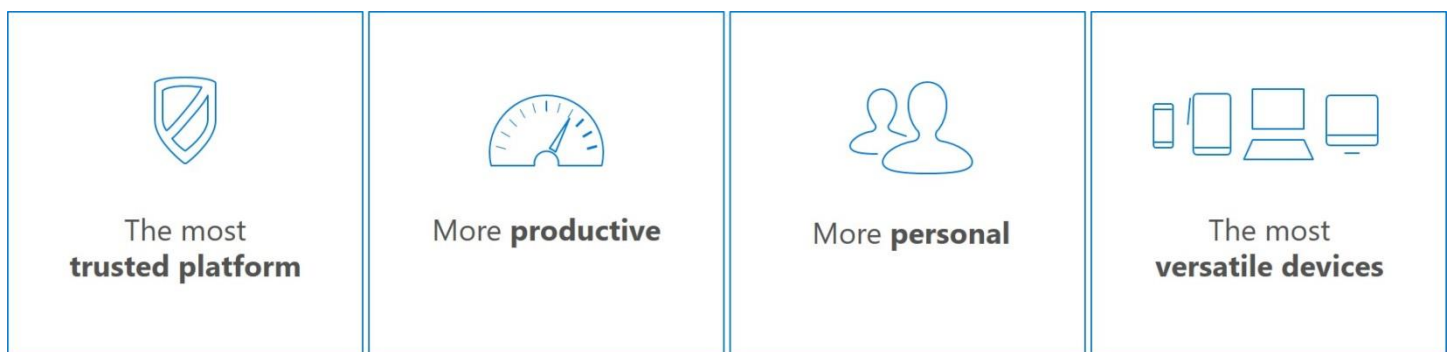 The most
trusted platform
More productive
More personal
The most
versatile devices